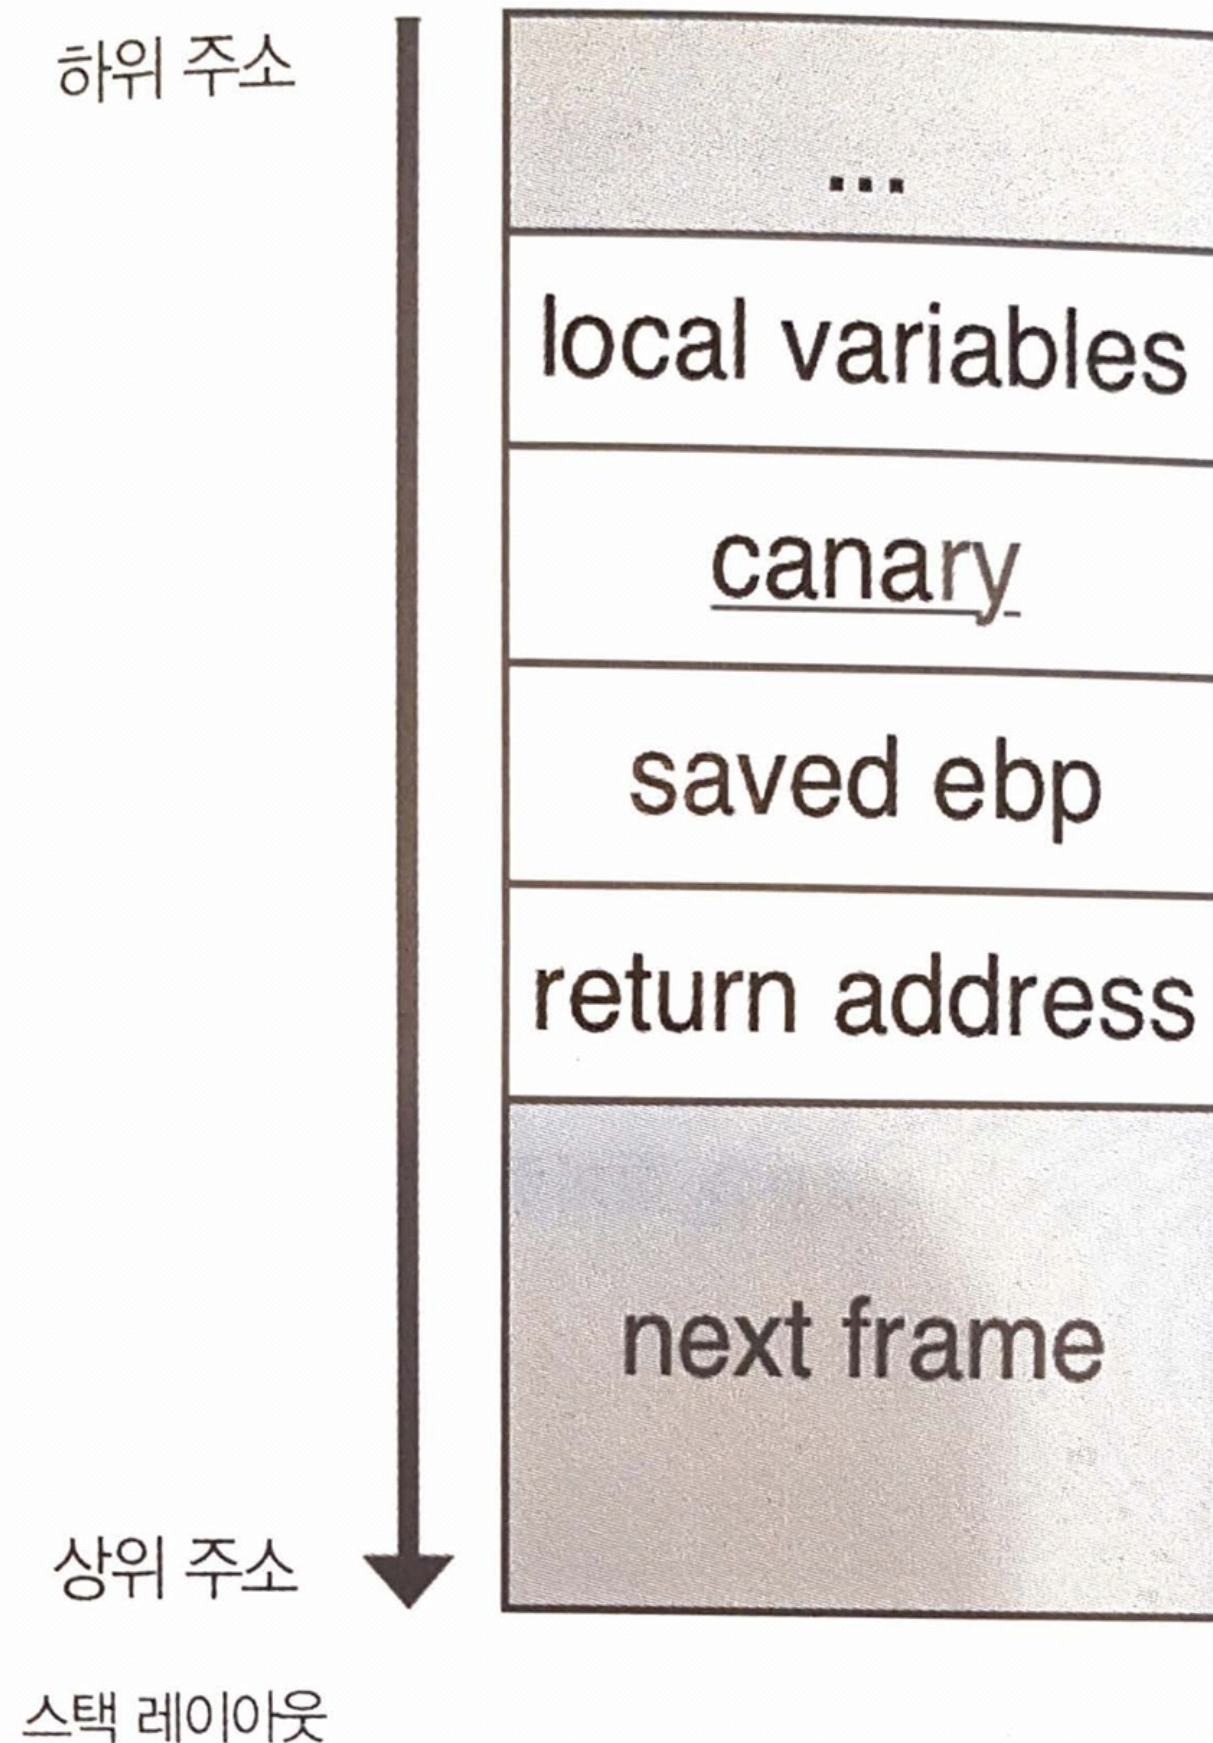 하위 주소
...
local variables
canary
saved ebp
return address
next frame
상위 주소
스택 레이아웃